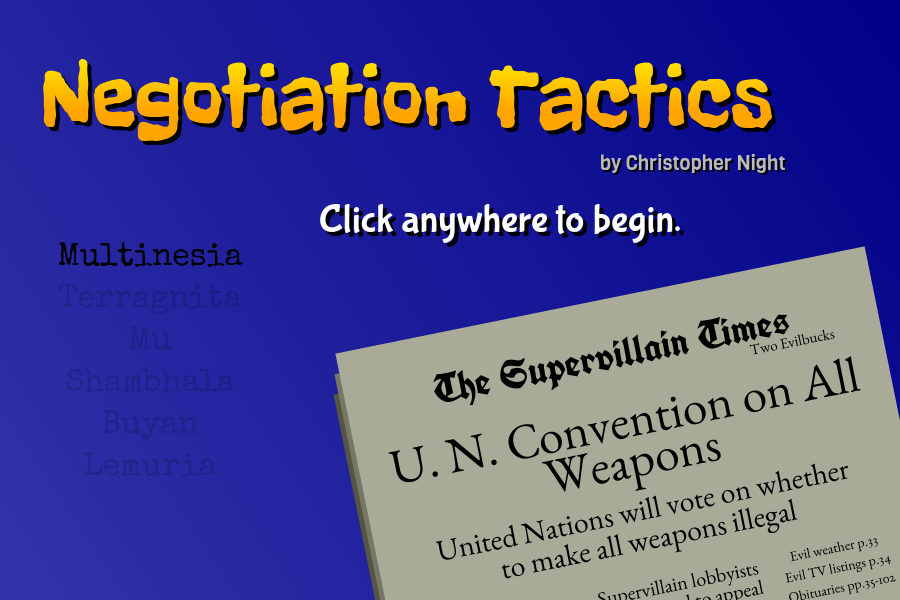 Negotiation Tactics
by Christopher Night
Click anywhere to begin.
Multinesia
Terragnita
Mu
Shambhala
Buyan
Lemuria
The Supervillain Times
Two Evilbucks
U. N. Convention on All
Weapons
United Nations will vote on whether
to make all weapons illegal
Supervillain lobbyists
to appeal
Evil weather p.33
Evil TV listings p.34
Obituaries pp.35-102